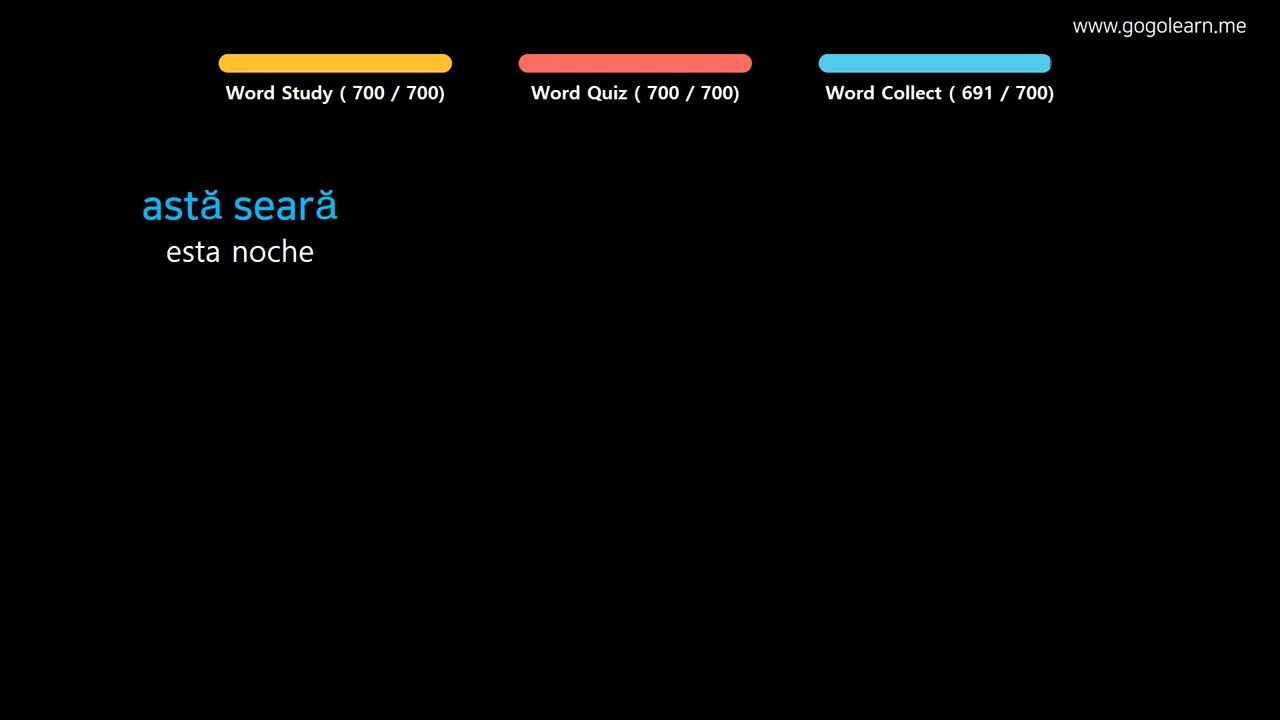 www.gogolearn.me
Word Study ( 700 / 700)
Word Quiz ( 700 / 700)
Word Collect ( 691 / 700)
astă seară
esta noche